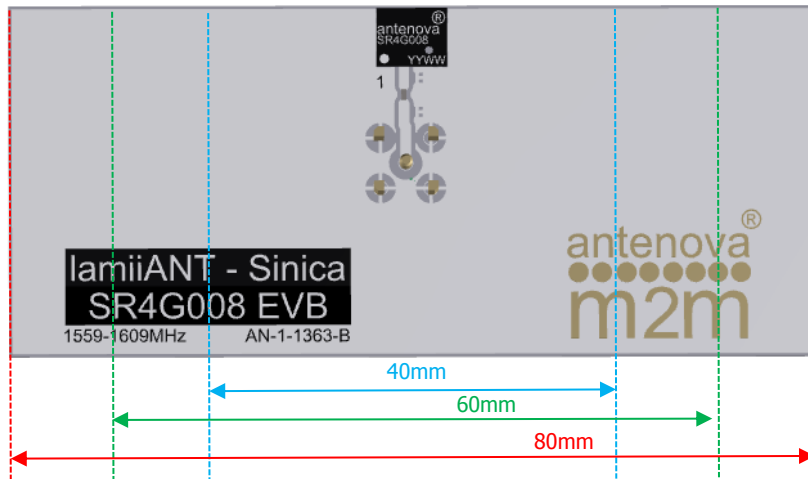 ®
antenova
SR4G008
YYWW
1
lamiiANT - Sinica
SR4G008 EVB
1559-1609MHz AN-1-1363-B
®
antenova
m2m
40mm
60mm
80mm